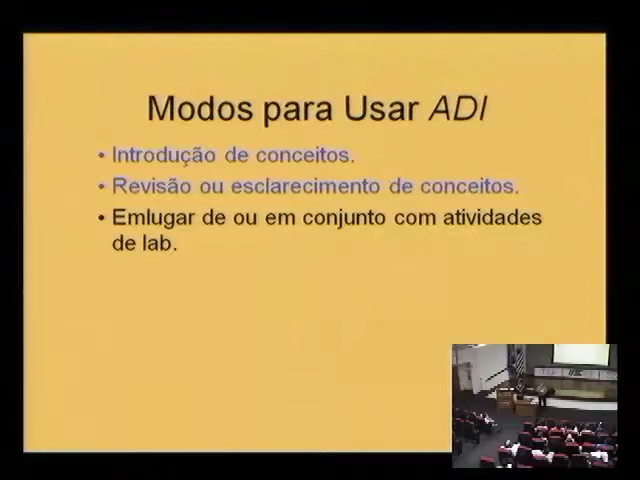 Modos para Usar ADI
• Introdução de conceitos.
• Revisão ou esclarecimento de conceitos.
• Emlugar de ou em conjunto com atividades
de lab.